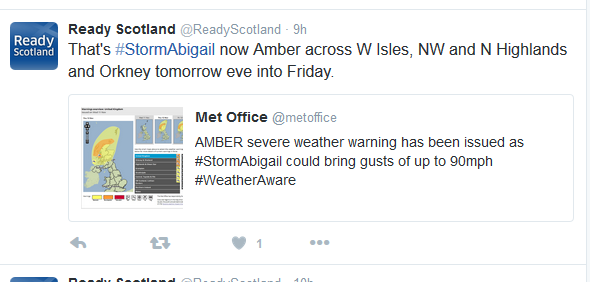 Ready Scotland @ReadyScotland · 9h
Ready
Scotland
That's #StormAbigail now Amber across W Isles, NW and N Highlands
and Orkney tomorrow eve into Friday.
Met Office @metoffice
AMBER severe weather warning has been issued as
#StormAbigail could bring gusts of up to 90mph
#WeatherAware
1
Ready Scotland @ReadyScotland · 10h